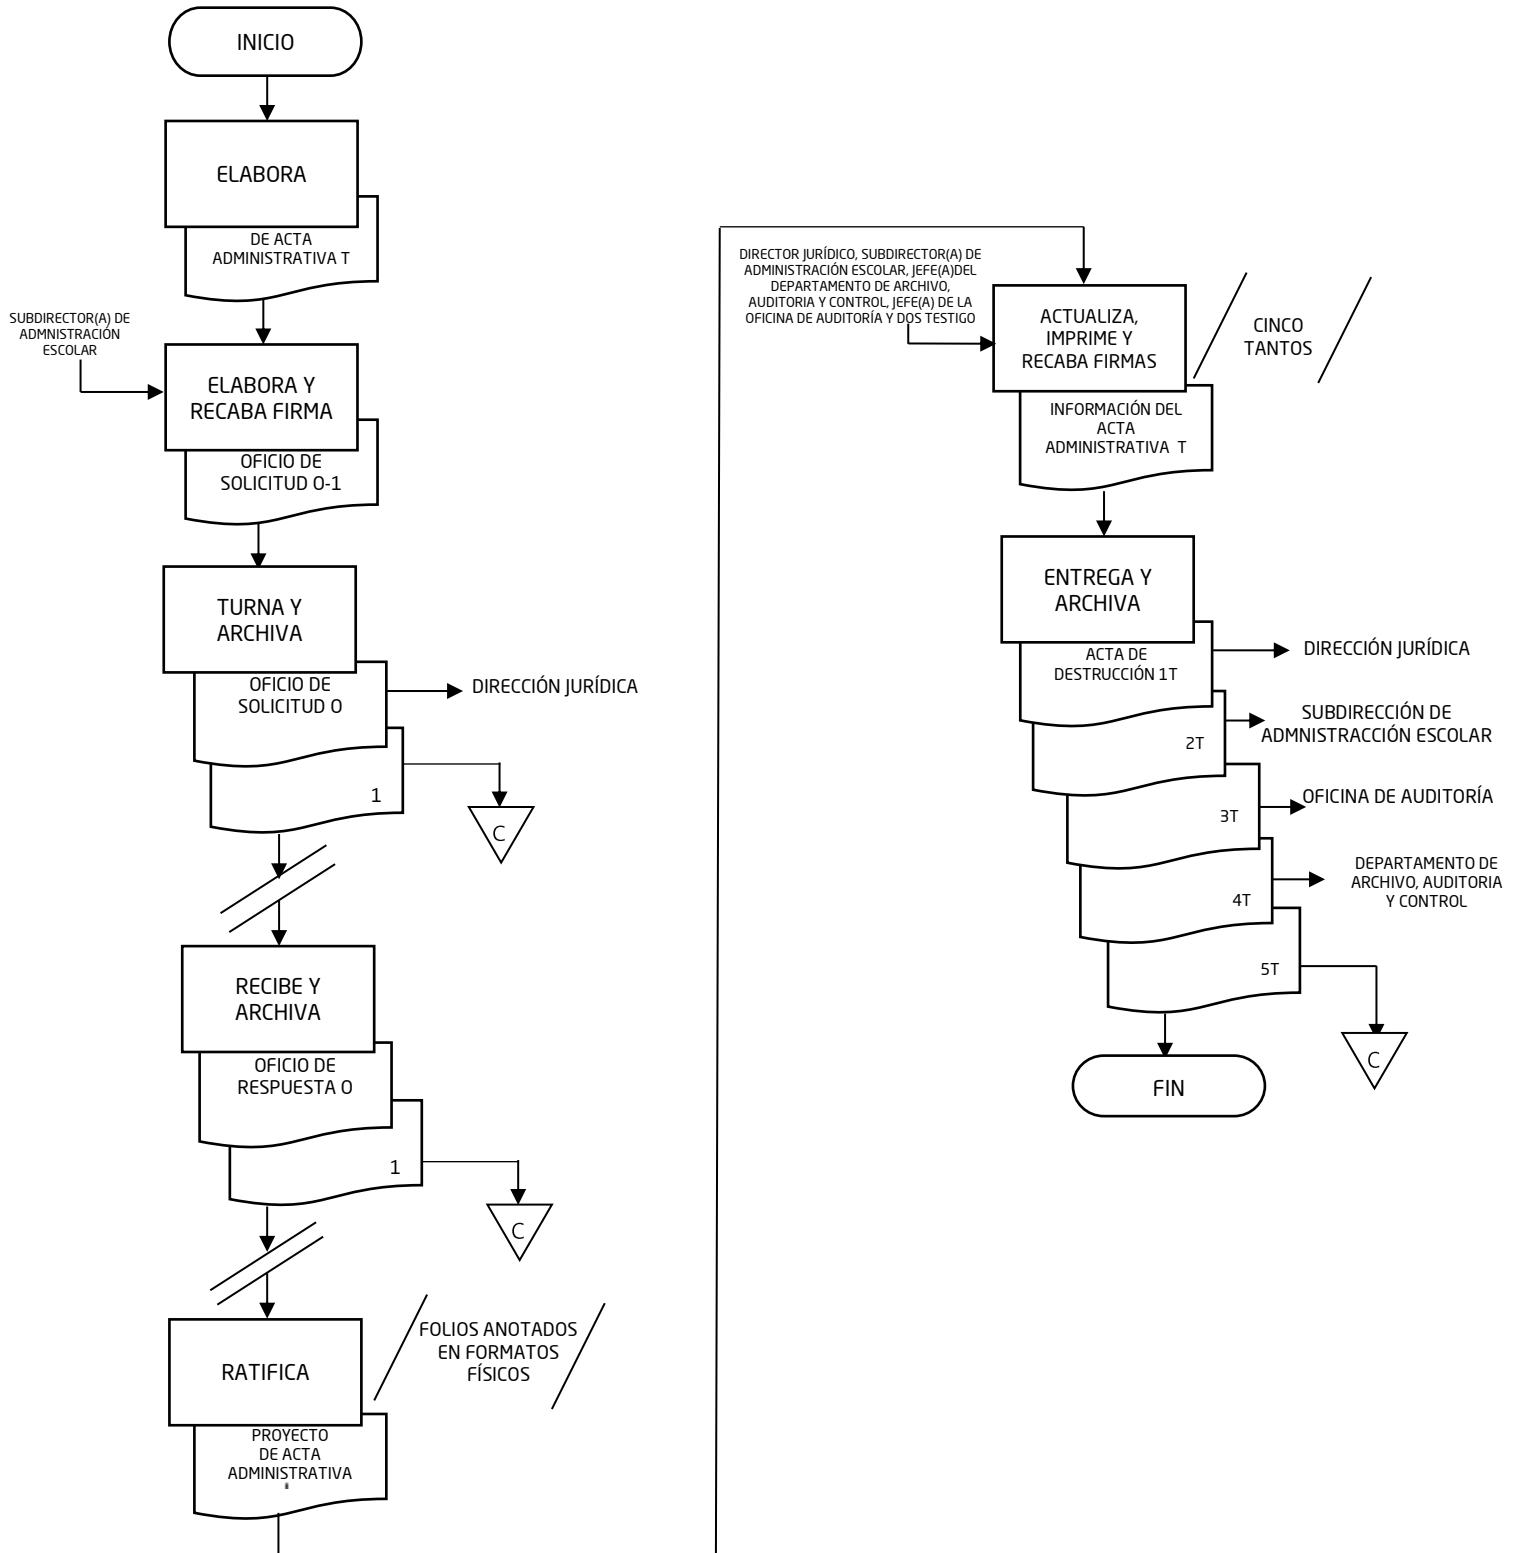 INICIO
ELABORA
DE ACTA
ADMINISTRATIVA T
SUBDIRECTOR(A) DE
ADMNISTRACIÓN
ESCOLAR
ELABORA Y
RECABA FIRMA
OFICIO DE
SOLICITUD O-1
TURNA Y
ARCHIVA
OFICIO DE
SOLICITUD O
DIRECCIÓN JURÍDICA
1
C
RECIBE Y
ARCHIVA
OFICIO DE
RESPUESTA O
1
C
RATIFICA
FOLIOS ANOTADOS
EN FORMATOS
FÍSICOS
PROYECTO
DE ACTA
ADMINISTRATIVA
DIRECTOR JURÍDICO, SUBDIRECTOR(A) DE
ADMINISTRACIÓN ESCOLAR, JEFE(A)DEL
DEPARTAMENTO DE ARCHIVO,
AUDITORIA Y CONTROL, JEFE(A) DE LA
OFICINA DE AUDITORÍA Y DOS TESTIGO
ACTUALIZA,
IMPRIME Y
RECABA FIRMAS
CINCO
TANTOS
INFORMACIÓN DEL
ACTA
ADMINISTRATIVA T
ENTREGA Y
ARCHIVA
ACTA DE
DESTRUCCIÓN 1T
DIRECCIÓN JURÍDICA
2T
SUBDIRECCIÓN DE
ADMNISTRACCIÓN ESCOLAR
3T
OFICINA DE AUDITORÍA
4T
DEPARTAMENTO DE
ARCHIVO, AUDITORIA
Y CONTROL
5T
C
FIN